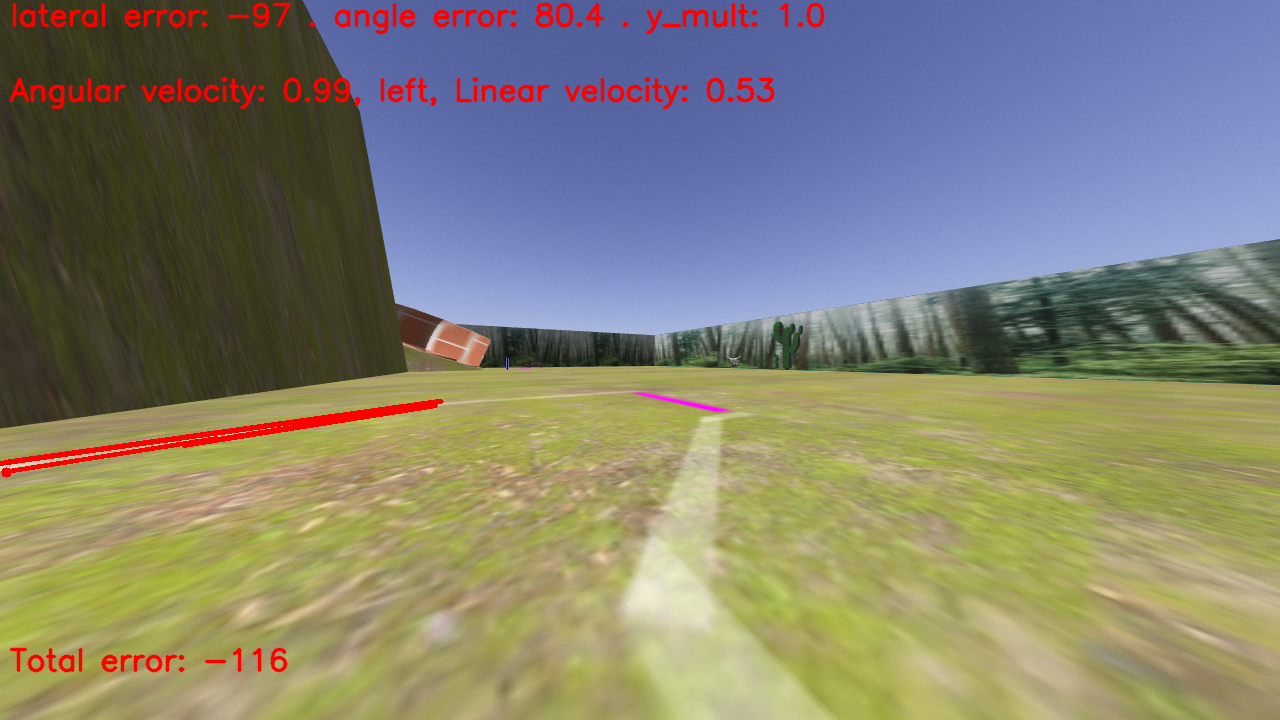 lateral error: -97 . angle error: 80.4 . y_mult: 1.0
Angular velocity: 0.99, left, Linear velocity: 0.53
Total error: -116